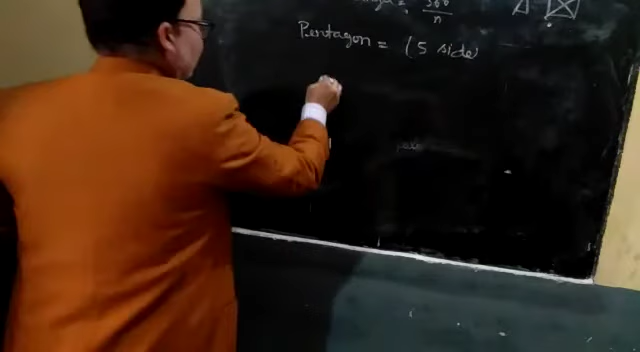 = 360/n
Pentagon = (5 side